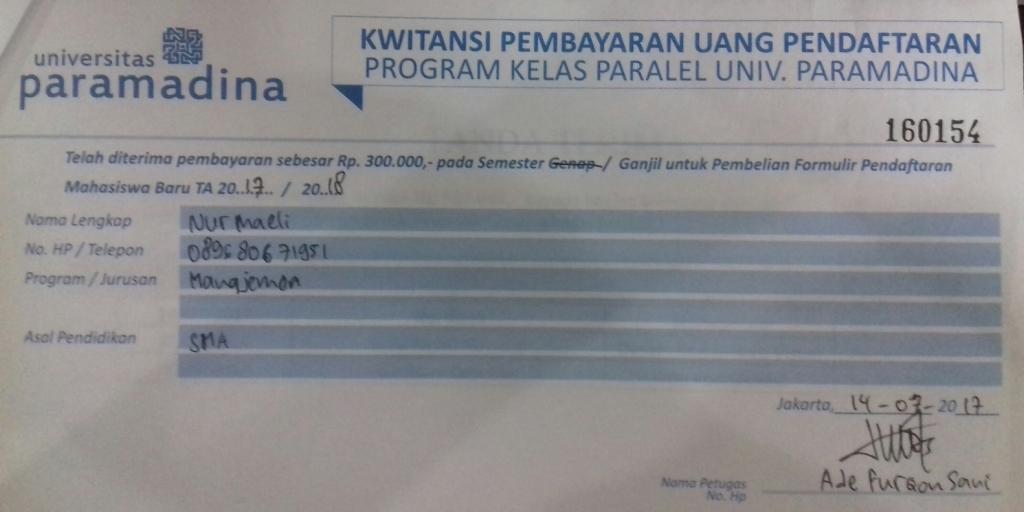 universitas
paramadina
KWITANSI PEMBAYARAN UANG PENDAFTARAN
PROGRAM KELAS PARALEL UNIV. PARAMADINA
160154
Telah diterima pembayaran sebesar Rp. 300.000,- pada Semester Genap / Ganjil untuk Pembelian Formulir Pendaftaran
Mahasiswa Baru TA 20..17.. / 20..18
Nama Lengkap Nur Maeli
No. HP / Telepon 089680671951
Program / Jurusan Manajemen
Asal Pendidikan SMA
Jakarta, 14-07-2017
Nama Petugas Ade Furqon Sani
No. Hp